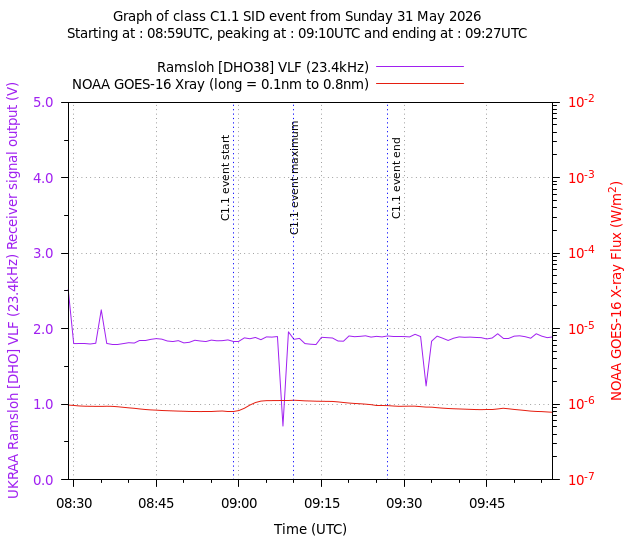 Graph of class C1.1 SID event from Sunday 31 May 2026
Starting at : 08:59UTC, peaking at : 09:10UTC and ending at : 09:27UTC
Ramsloh [DHO38] VLF (23.4kHz)
NOAA GOES-16 Xray (long = 0.1nm to 0.8nm)
UKRAA Ramsloh [DHO] VLF (23.4kHz) Receiver signal output (V)
5.0
4.0
3.0
2.0
1.0
0.0
C1.1 event start
C1.1 event maximum
C1.1 event end
10-2
10-3
10-4
10-5
10-6
10-7
NOAA GOES-16 X-ray Flux (W/m2)
08:30 08:45 09:00 09:15 09:30 09:45
Time (UTC)